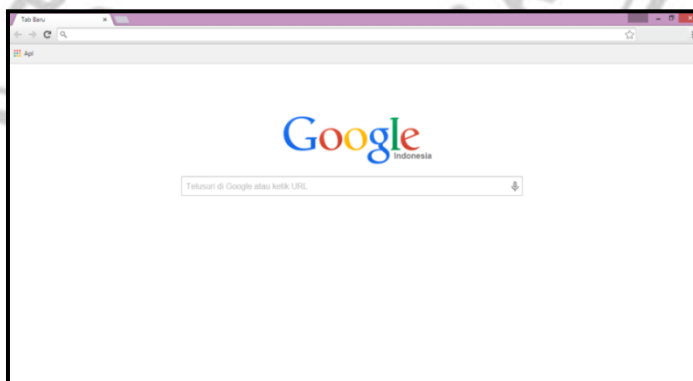 Tab Baru
Apl
Google
Indonesia
Telusuri di Google atau ketik URL